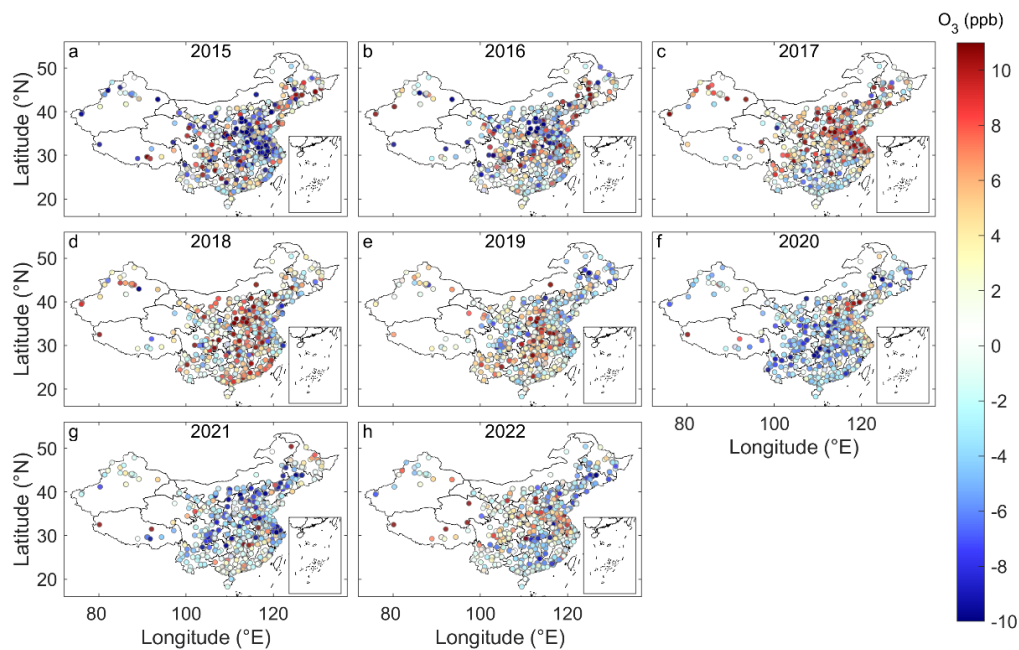 O3 (ppb)
a 2015
b 2016
c 2017
50
40
30
20
Latitude (°N)
10
8
6
4
2
0
-2
-4
-6
-8
-10
d 2018
e 2019
f 2020
50
40
30
20
Latitude (°N)
80 100 120
Longitude (°E)
g 2021
h 2022
50
40
30
20
Latitude (°N)
80 100 120
80 100 120
Longitude (°E)
Longitude (°E)